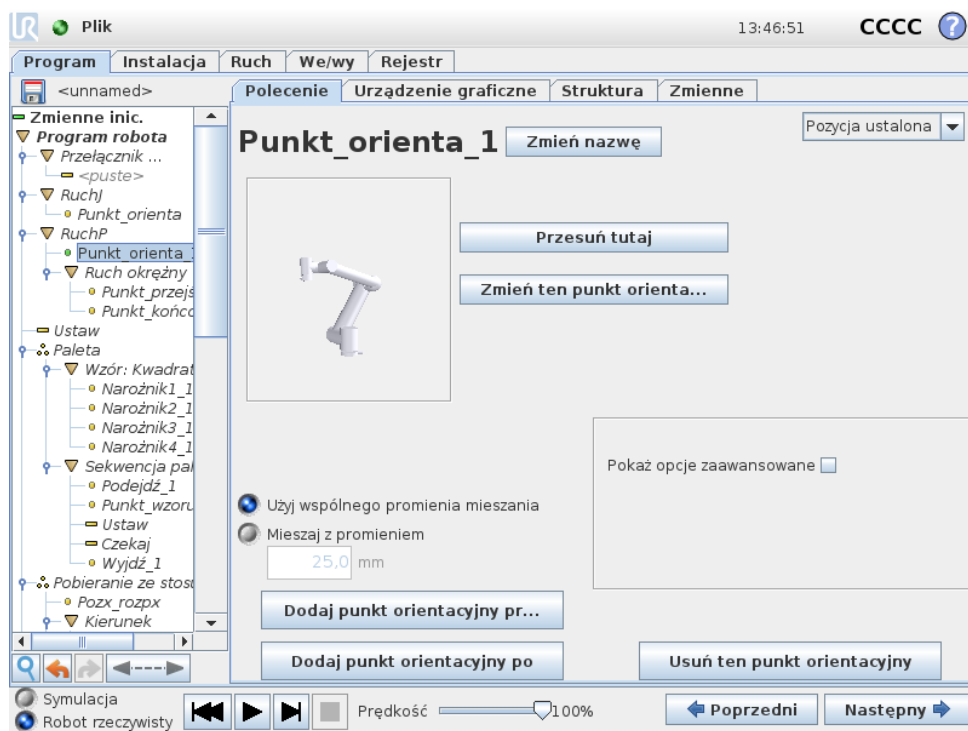 Plik 13:46:51 CCCC ?
Program Instalacja Ruch We/wy Rejestr
<unnamed> Polecenie Urządzenie graficzne Struktura Zmienne
Zmienne inic.
Program robota
Przełącznik ...
<puste>
RuchJ
Punkt_orienta
RuchP
Punkt_orienta_1
Ruch okrężny
Punkt_przejś
Punkt_końco
Ustaw
Paleta
Wzór: Kwadrat
Narożnik1_1
Narożnik2_1
Narożnik3_1
Narożnik4_1
Sekwencja pal
Podejdź_1
Punkt_wzoru
Ustaw
Czekaj
Wyjdź_1
Pobieranie ze stosu
Pozx_rozpx
Kierunek
Punkt_orienta_1 Zmień nazwę Pozycja ustalona
Przesuń tutaj
Zmień ten punkt orienta...
Pokaż opcje zaawansowane
Użyj wspólnego promienia mieszania
Mieszaj z promieniem
25,0 mm
Dodaj punkt orientacyjny pr...
Dodaj punkt orientacyjny po Usuń ten punkt orientacyjny
Symulacja
Robot rzeczywisty
Prędkość 100% Poprzedni Następny